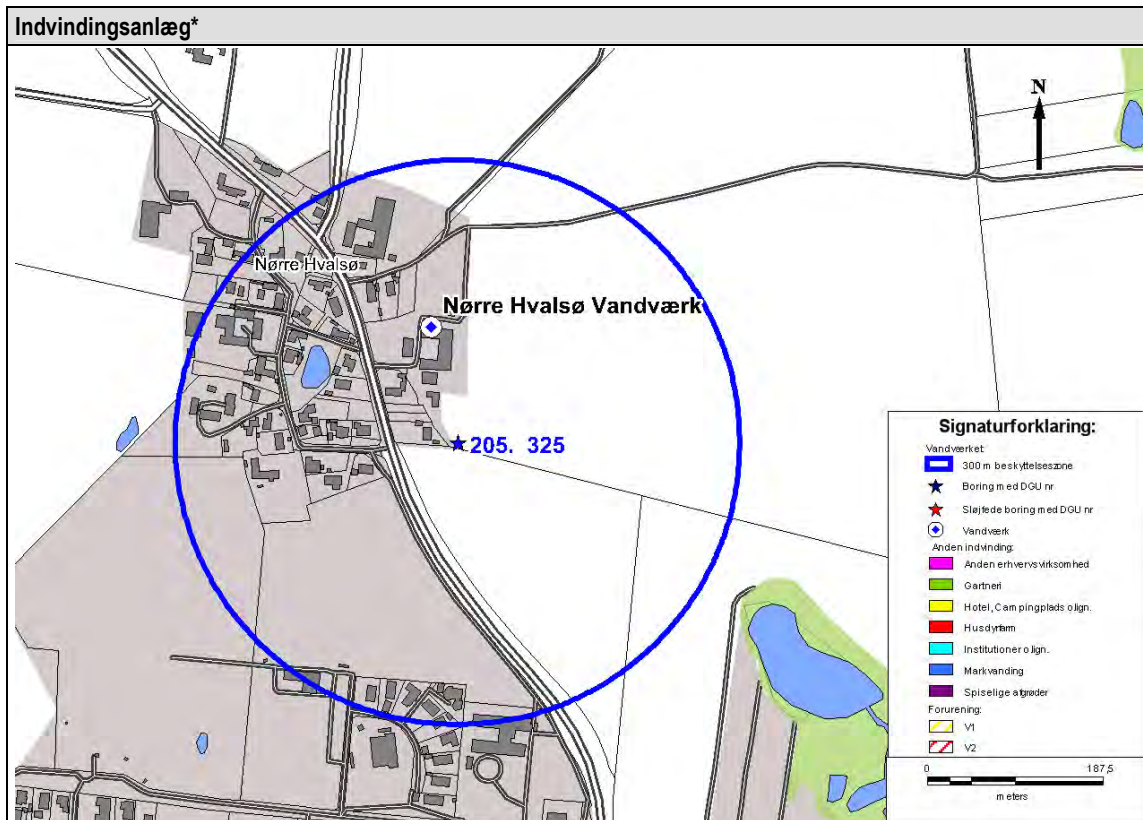 Indvindingsanlæg*
N
Nørre Hvalsø
Nørre Hvalsø Vandværk
205. 325
Signaturforklaring:
Vandværket:
300 m beskyttelseszone
Boring med DGU nr
Sløjfede boring med DGU nr
Vandværk
Anden indvinding:
Anden erhvervsvirksomhed
Gartneri
Hotel, Campingplads o.lign.
Husdyrfarm
Institutioner o.lign.
Markvanding
Spiselige afgrøder
Forurening:
V1
V2
0 187,5
meters